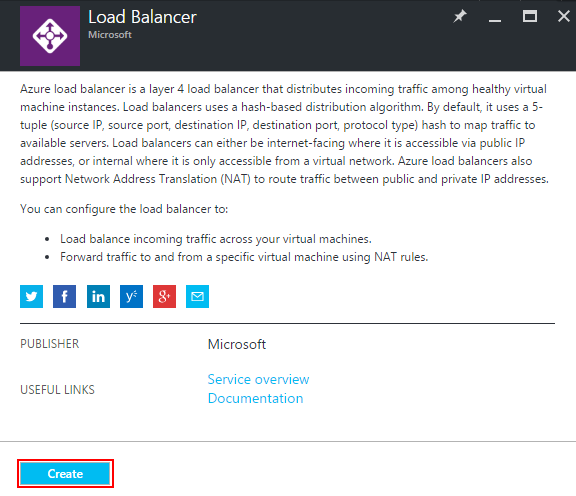 Load Balancer
Microsoft
Azure load balancer is a layer 4 load balancer that distributes incoming traffic among healthy virtual
machine instances. Load balancers uses a hash-based distribution algorithm. By default, it uses a 5-
tuple (source IP, source port, destination IP, destination port, protocol type) hash to map traffic to
available servers. Load balancers can either be internet-facing where it is accessible via public IP
addresses, or internal where it is only accessible from a virtual network. Azure load balancers also
support Network Address Translation (NAT) to route traffic between public and private IP addresses.
You can configure the load balancer to:
• Load balance incoming traffic across your virtual machines.
• Forward traffic to and from a specific virtual machine using NAT rules.
PUBLISHER Microsoft
USEFUL LINKS Service overview
Documentation
Create